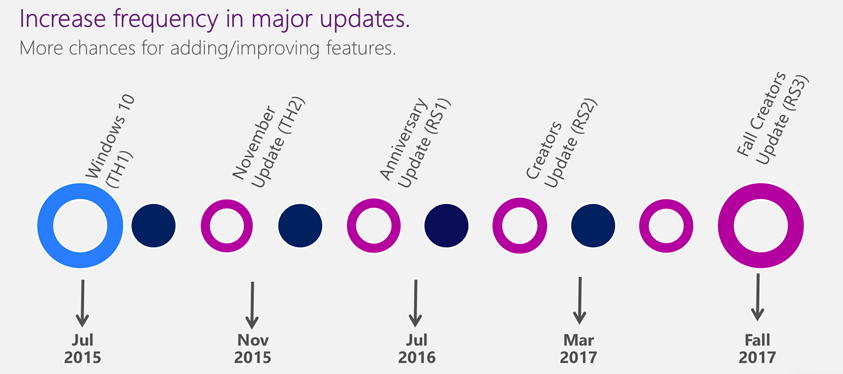 Increase frequency in major updates.
More chances for adding/improving features.
Windows 10
(TH1)
November
Update (TH2)
Anniversary
Update (RS1)
Creators
Update (RS2)
Fall Creators
Update (RS3)
Jul
2015
Nov
2015
Jul
2016
Mar
2017
Fall
2017